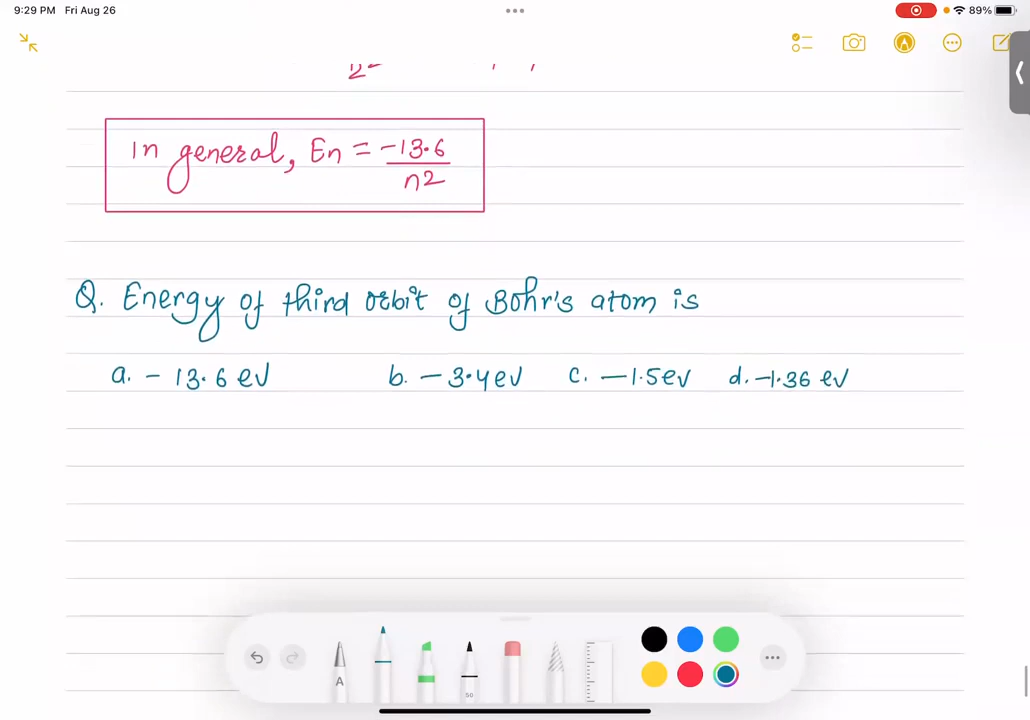 9:29 PM Fri Aug 26 89%
In general, En = -13.6
n2
Q. Energy of third orbit of Bohr's atom is
a. - 13.6 eV b. - 3.4 eV c. - 1.5 eV d. -1.36 eV
A 50